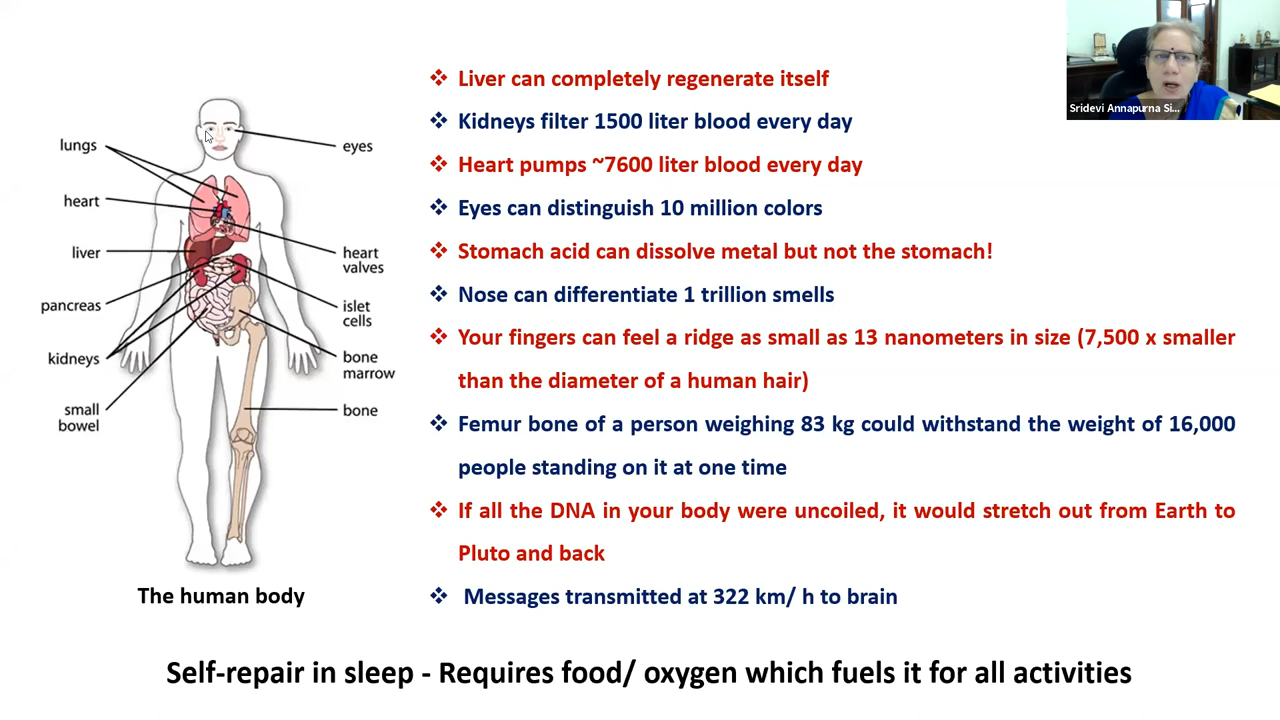 Sridevi Annapurna Si...
❖ Liver can completely regenerate itself
❖ Kidneys filter 1500 liter blood every day
❖ Heart pumps ~7600 liter blood every day
❖ Eyes can distinguish 10 million colors
❖ Stomach acid can dissolve metal but not the stomach!
❖ Nose can differentiate 1 trillion smells
❖ Your fingers can feel a ridge as small as 13 nanometers in size (7,500 x smaller
than the diameter of a human hair)
❖ Femur bone of a person weighing 83 kg could withstand the weight of 16,000
people standing on it at one time
❖ If all the DNA in your body were uncoiled, it would stretch out from Earth to
Pluto and back
❖ Messages transmitted at 322 km/ h to brain
lungs
heart
liver
pancreas
kidneys
small
bowel
eyes
heart
valves
islet
cells
bone
marrow
bone
The human body
Self-repair in sleep - Requires food/ oxygen which fuels it for all activities